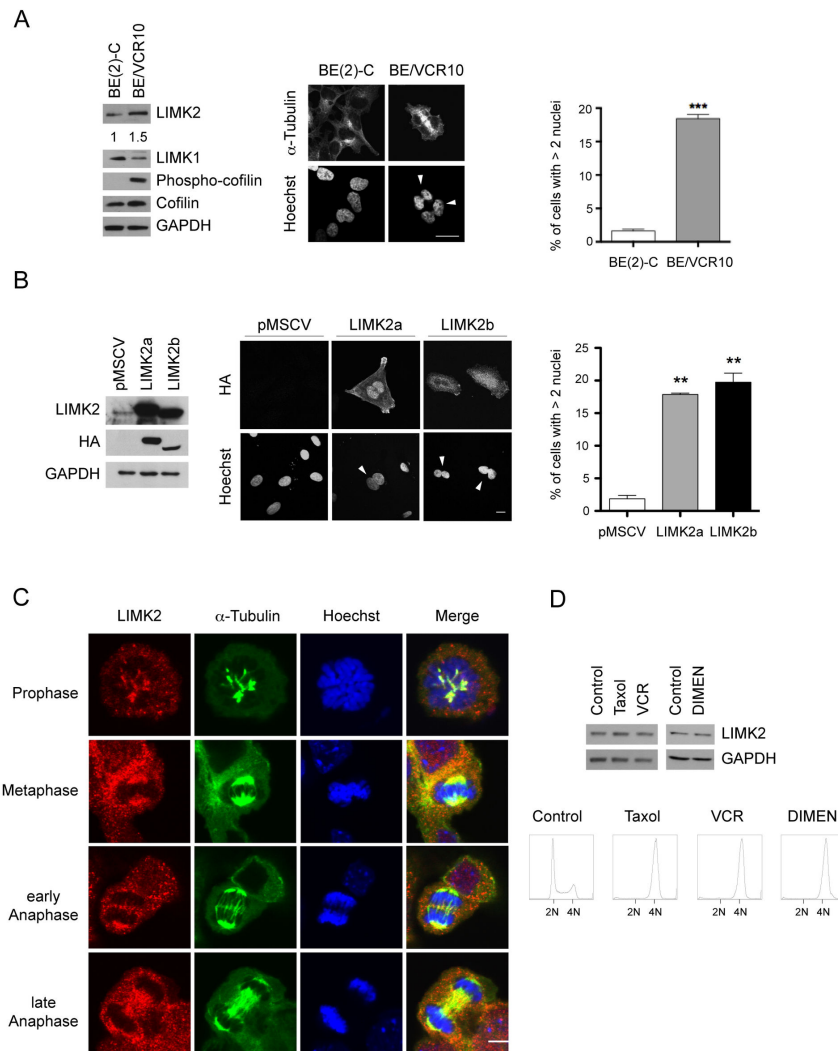 A
BE(2)-C
BE/VCR10
LIMK2
1 1.5
LIMK1
Phospho-cofilin
Cofilin
GAPDH
BE(2)-C BE/VCR10
α-Tubulin
Hoechst
% of cells with > 2 nuclei
20
15
10
5
0
***
BE(2)-C BE/VCR10
B
pMSCV
LIMK2a
LIMK2b
LIMK2
HA
GAPDH
pMSCV LIMK2a LIMK2b
HA
Hoechst
% of cells with > 2 nuclei
25
20
15
10
5
0
** **
pMSCV LIMK2a LIMK2b
C
LIMK2 α-Tubulin Hoechst Merge
Prophase
Metaphase
early
Anaphase
late
Anaphase
D
Control
Taxol
VCR
Control
DIMEN
LIMK2
GAPDH
Control Taxol VCR DIMEN
2N 4N 2N 4N 2N 4N 2N 4N